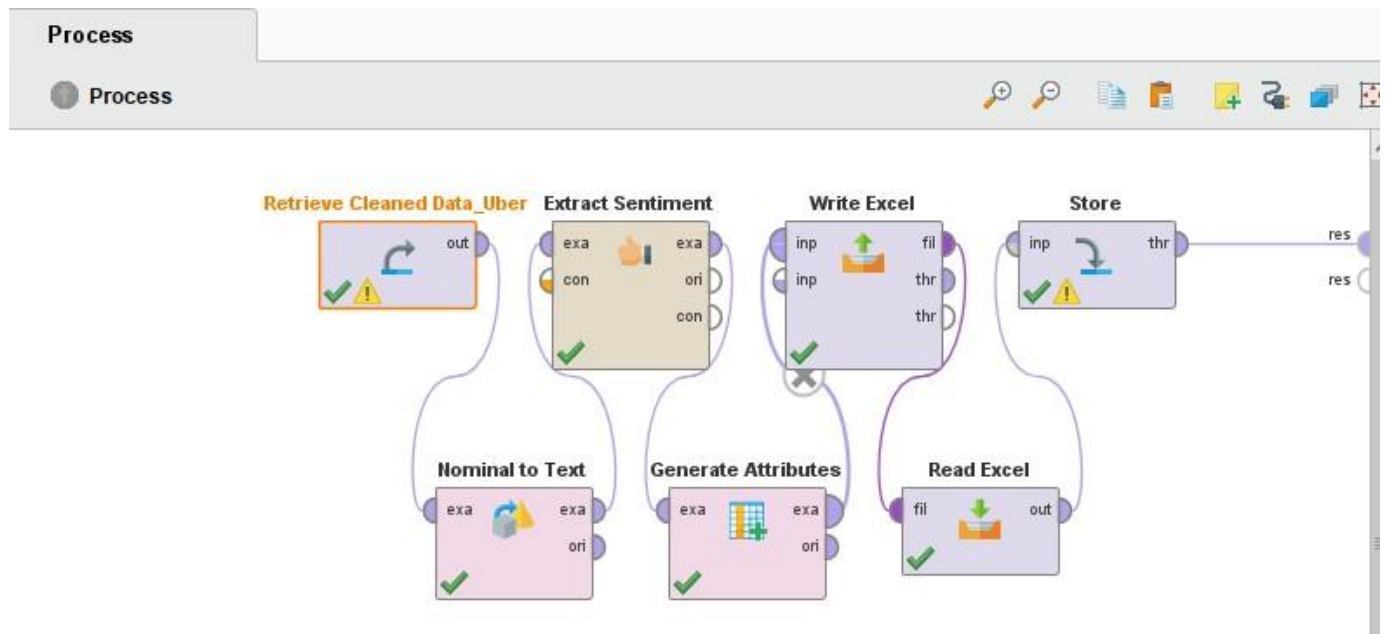 Process
Process
Retrieve Cleaned Data_Uber
Extract Sentiment
Write Excel
Store
out
exa
exa
con
ori
con
inp
fil
inp
thr
thr
inp
thr
res
res
Nominal to Text
Generate Attributes
Read Excel
exa
exa
ori
exa
exa
ori
fil
out